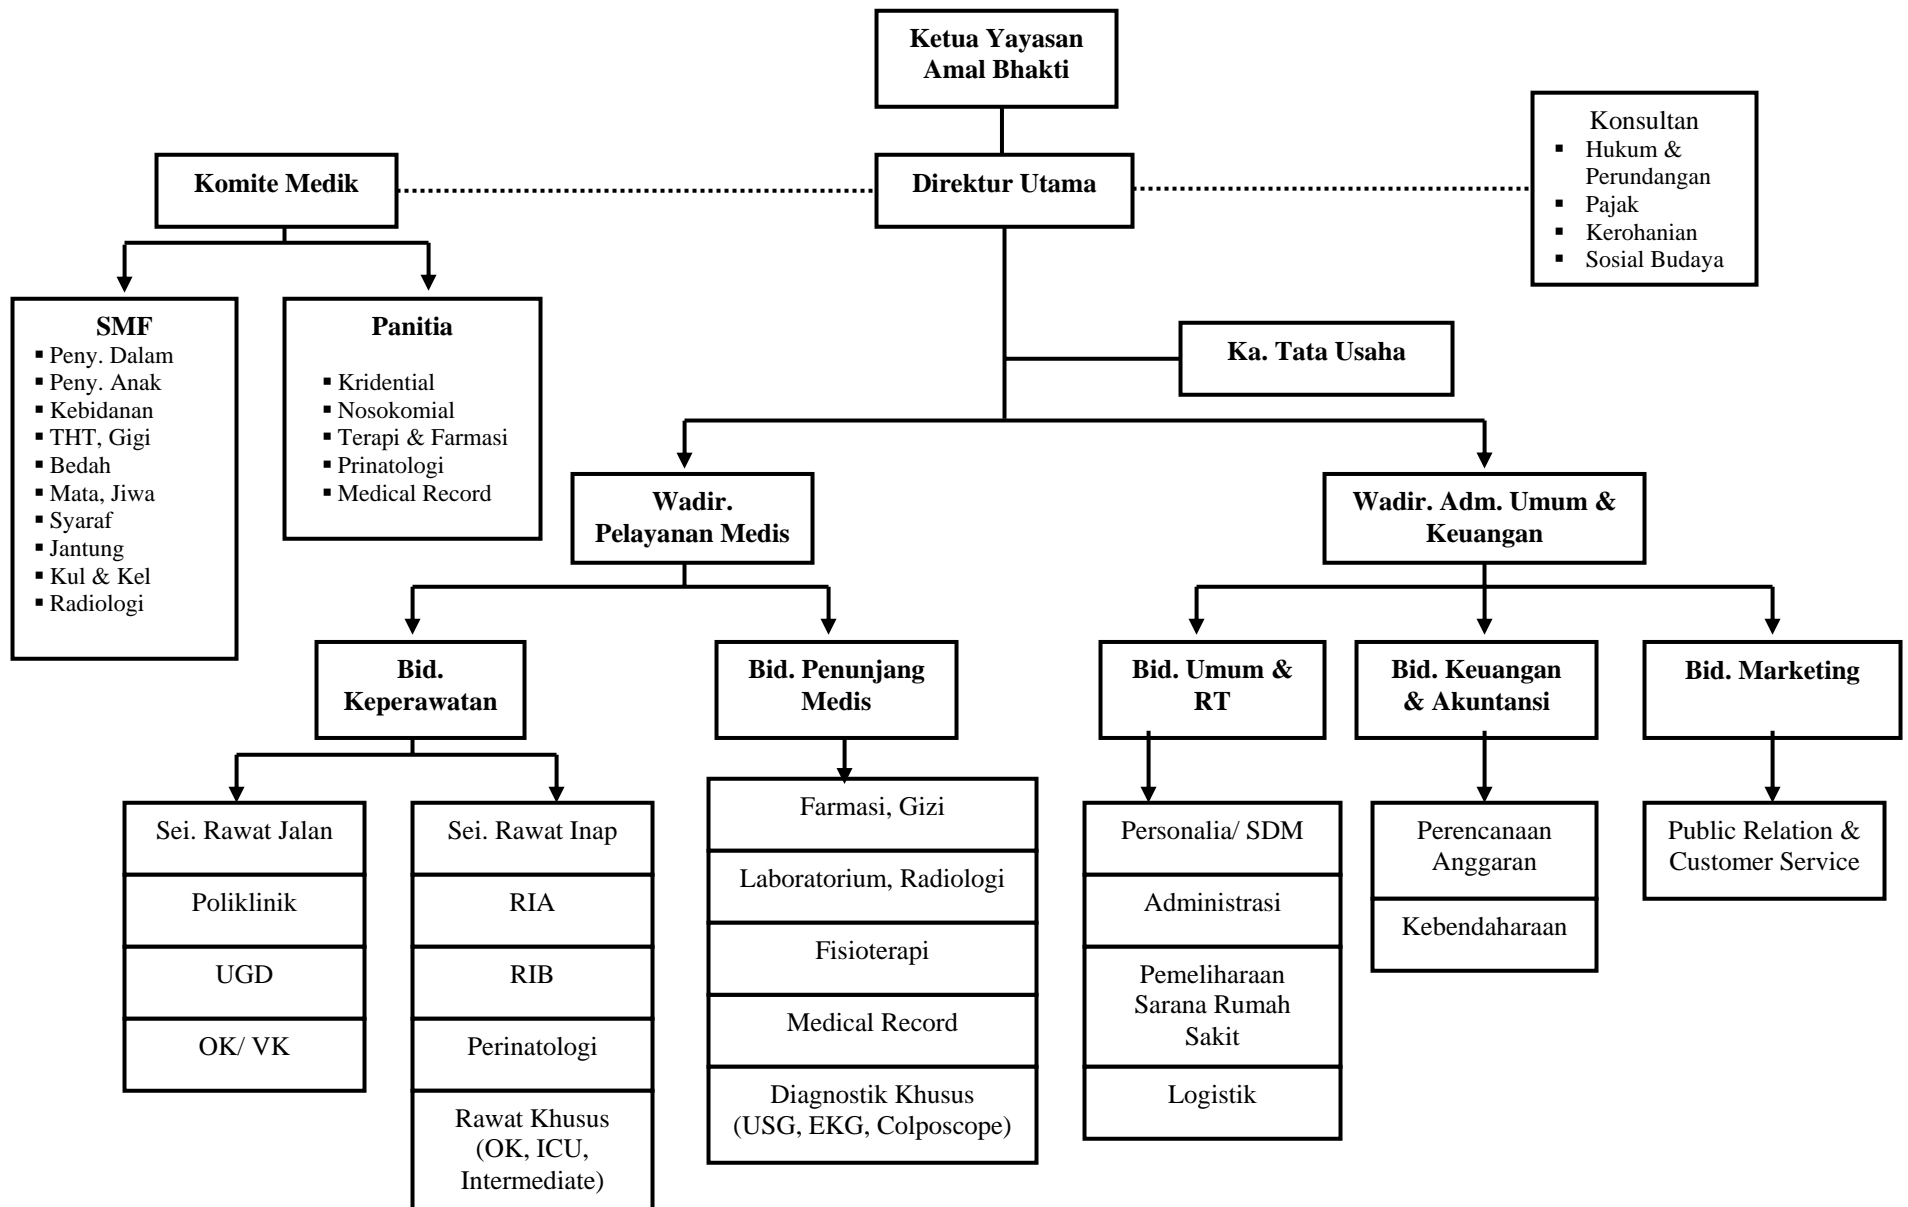 Ketua Yayasan
Amal Bhakti
Konsultan
▪ Hukum &
Perundangan
▪ Pajak
▪ Kerohanian
▪ Sosial Budaya
Komite Medik
Direktur Utama
SMF
▪ Peny. Dalam
▪ Peny. Anak
▪ Kebidanan
▪ THT, Gigi
▪ Bedah
▪ Mata, Jiwa
▪ Syaraf
▪ Jantung
▪ Kul & Kel
▪ Radiologi
Panitia
▪ Kridential
▪ Nosokomial
▪ Terapi & Farmasi
▪ Prinatologi
▪ Medical Record
Ka. Tata Usaha
Wadir.
Pelayanan Medis
Wadir. Adm. Umum &
Keuangan
Bid.
Keperawatan
Bid. Penunjang
Medis
Bid. Umum &
RT
Bid. Keuangan
& Akuntansi
Bid. Marketing
Sei. Rawat Jalan
Poliklinik
UGD
OK/ VK
Sei. Rawat Inap
RIA
RIB
Perinatologi
Rawat Khusus
(OK, ICU,
Intermediate)
Farmasi, Gizi
Laboratorium, Radiologi
Fisioterapi
Medical Record
Diagnostik Khusus
(USG, EKG, Colposcope)
Personalia/ SDM
Administrasi
Pemeliharaan
Sarana Rumah
Sakit
Logistik
Perencanaan
Anggaran
Kebendaharaan
Public Relation &
Customer Service